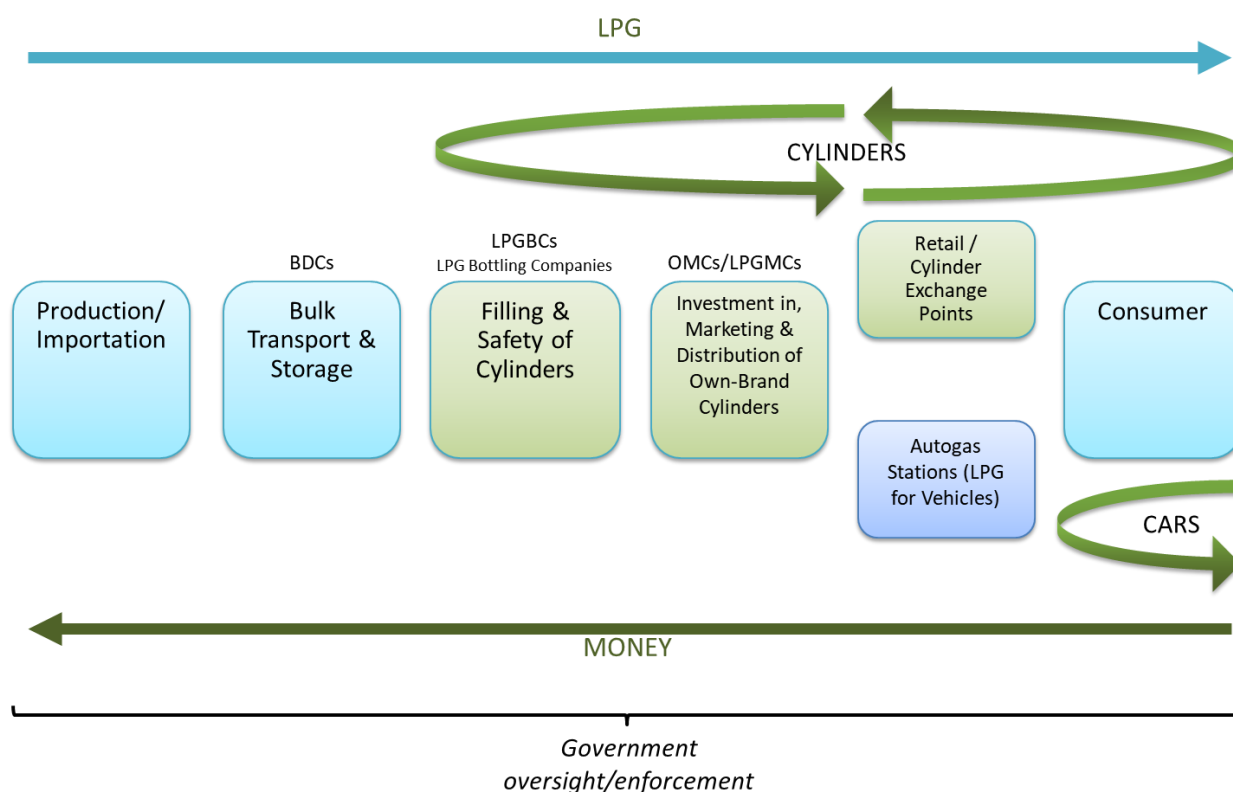 LPG
CYLINDERS
BDCs
LPGBCs
LPG Bottling Companies
OMCs/LPGMCs
Production/
Importation
Bulk
Transport &
Storage
Filling &
Safety of
Cylinders
Investment in,
Marketing &
Distribution of
Own-Brand
Cylinders
Retail /
Cylinder
Exchange
Points
Autogas
Stations (LPG
for Vehicles)
Consumer
CARS
MONEY
Government
oversight/enforcement